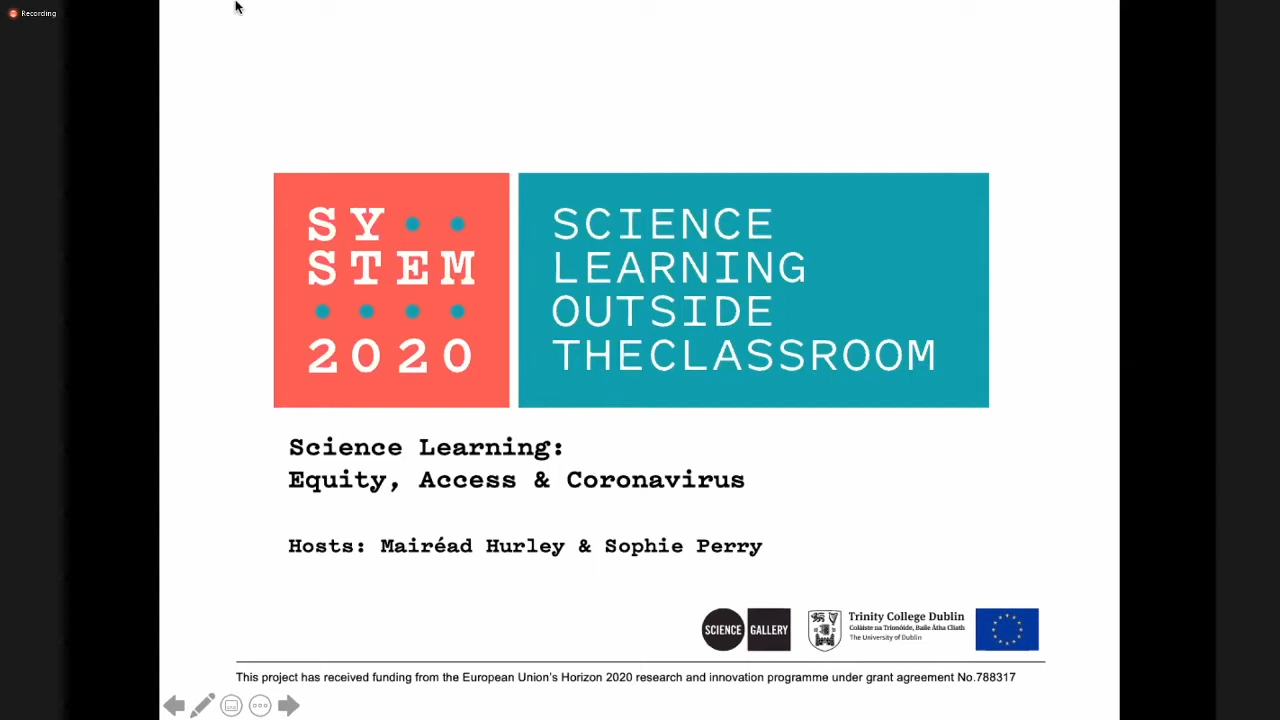 Recording
SY
STEM
2020
SCIENCE
LEARNING
OUTSIDE
THECLASSROOM
Science Learning:
Equity, Access & Coronavirus
Hosts: Mairéad Hurley & Sophie Perry
SCIENCE GALLERY
Trinity College Dublin
Coláiste na Tríonóide, Baile Átha Cliath
The University of Dublin
This project has received funding from the European Union's Horizon 2020 research and innovation programme under grant agreement No.788317